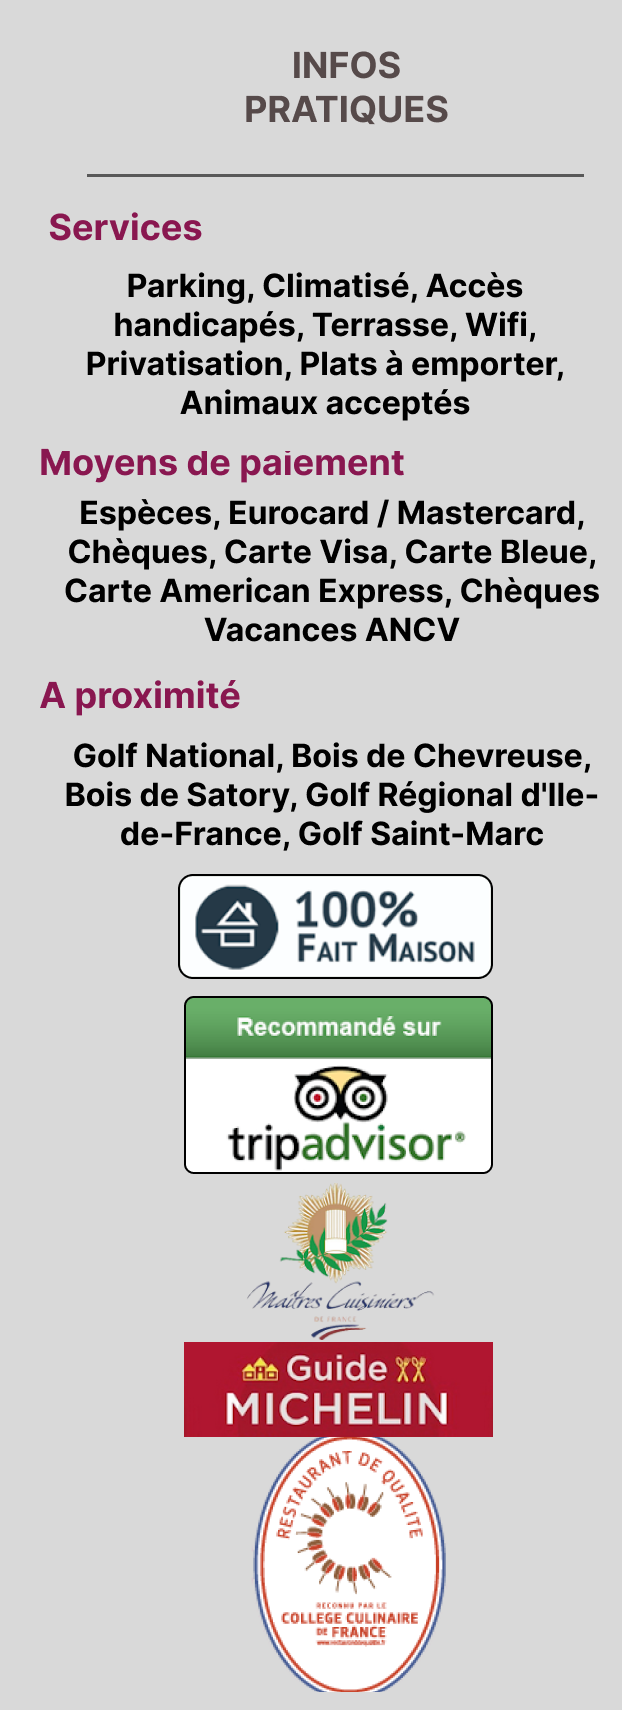 INFOS
PRATIQUES
Services
Parking, Climatisé, Accès
handicapés, Terrasse, Wifi,
Privatisation, Plats à emporter,
Animaux acceptés
Moyens de paiement
Espèces, Eurocard / Mastercard,
Chèques, Carte Visa, Carte Bleue,
Carte American Express, Chèques
Vacances ANCV
A proximité
Golf National, Bois de Chevreuse,
Bois de Satory, Golf Régional d'Ile-
de-France, Golf Saint-Marc
100%
FAIT MAISON
Recommandé sur
tripadvisor®
Maîtres Cuisiniers
DE FRANCE
Guide
MICHELIN
RESTAURANT DE QUALITE
RECONNU PAR LE
COLLEGE CULINAIRE
DE FRANCE